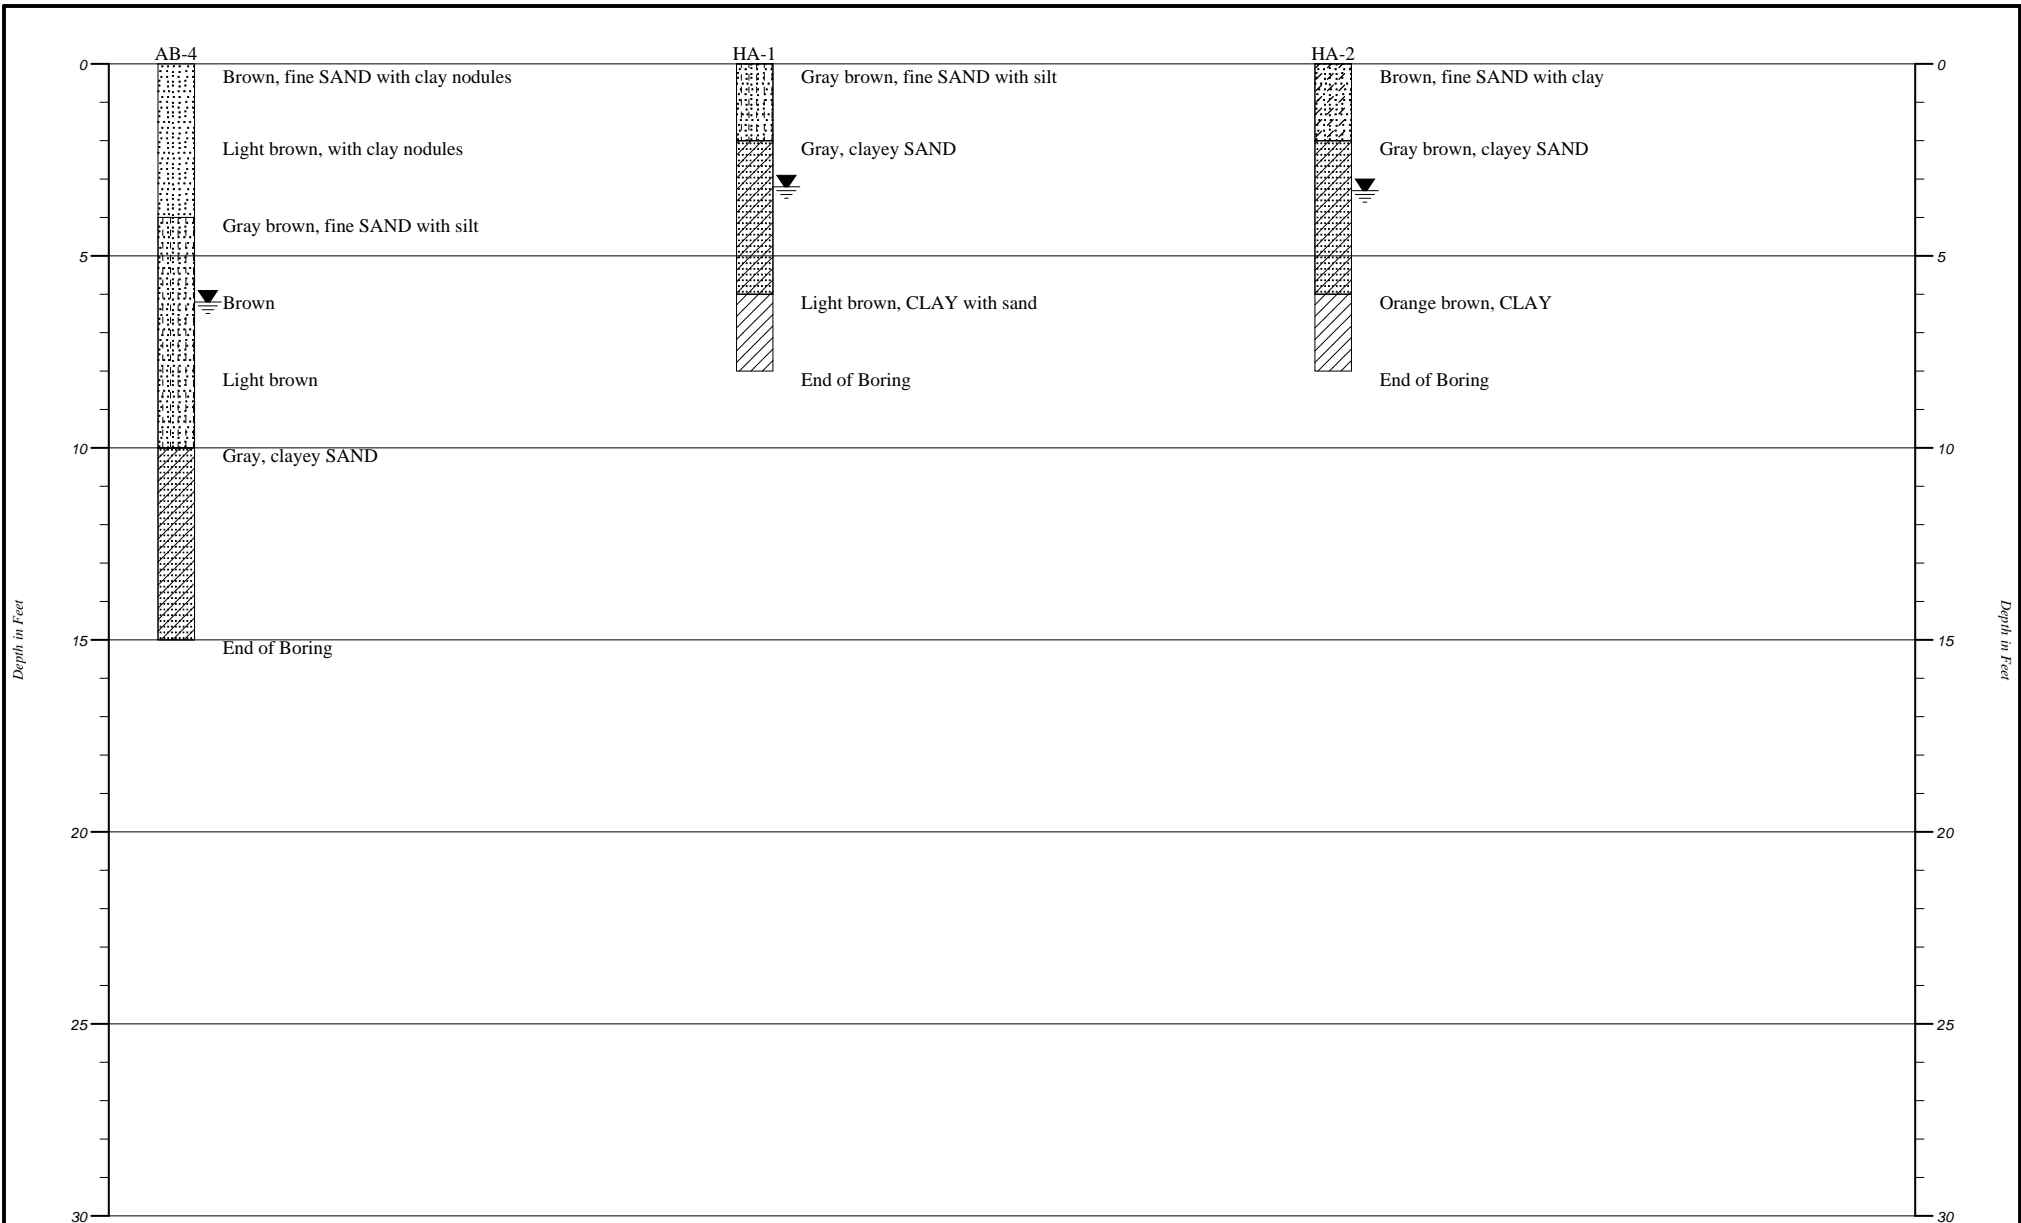 AB-4
HA-1
HA-2
0
0
Brown, fine SAND with clay nodules
Gray brown, fine SAND with silt
Brown, fine SAND with clay
Light brown, with clay nodules
Gray, clayey SAND
Gray brown, clayey SAND
Gray brown, fine SAND with silt
5
5
Brown
Light brown, CLAY with sand
Orange brown, CLAY
Light brown
End of Boring
End of Boring
10
10
Gray, clayey SAND
15
15
End of Boring
Depth in Feet
Depth in Feet
20
20
25
25
30
30